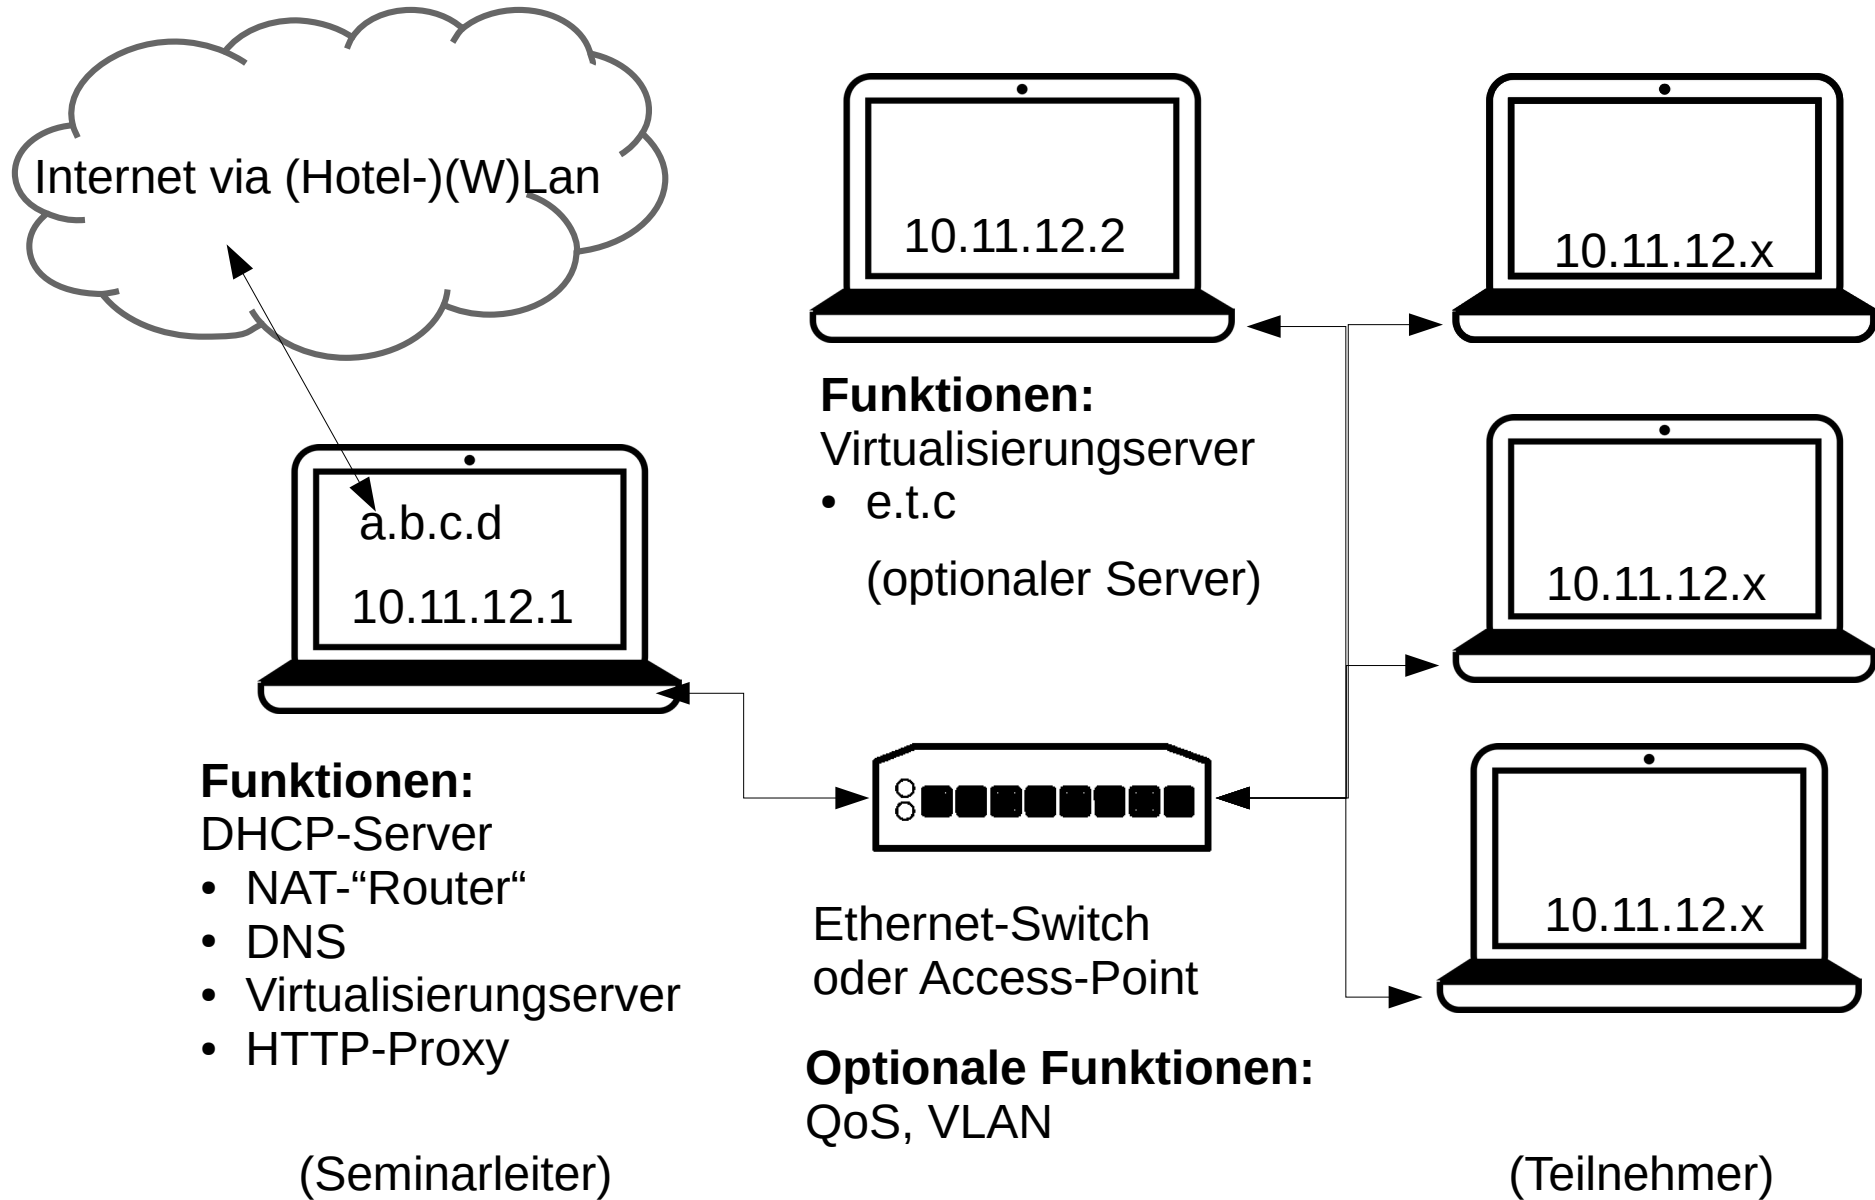 Internet via (Hotel-)(W)Lan
a.b.c.d
10.11.12.1
Funktionen:
DHCP-Server
• NAT-“Router“
• DNS
• Virtualisierungserver
• HTTP-Proxy
(Seminarleiter)
10.11.12.2
Funktionen:
Virtualisierungserver
• e.t.c
(optionaler Server)
Ethernet-Switch
oder Access-Point
Optionale Funktionen:
QoS, VLAN
10.11.12.x
10.11.12.x
10.11.12.x
(Teilnehmer)